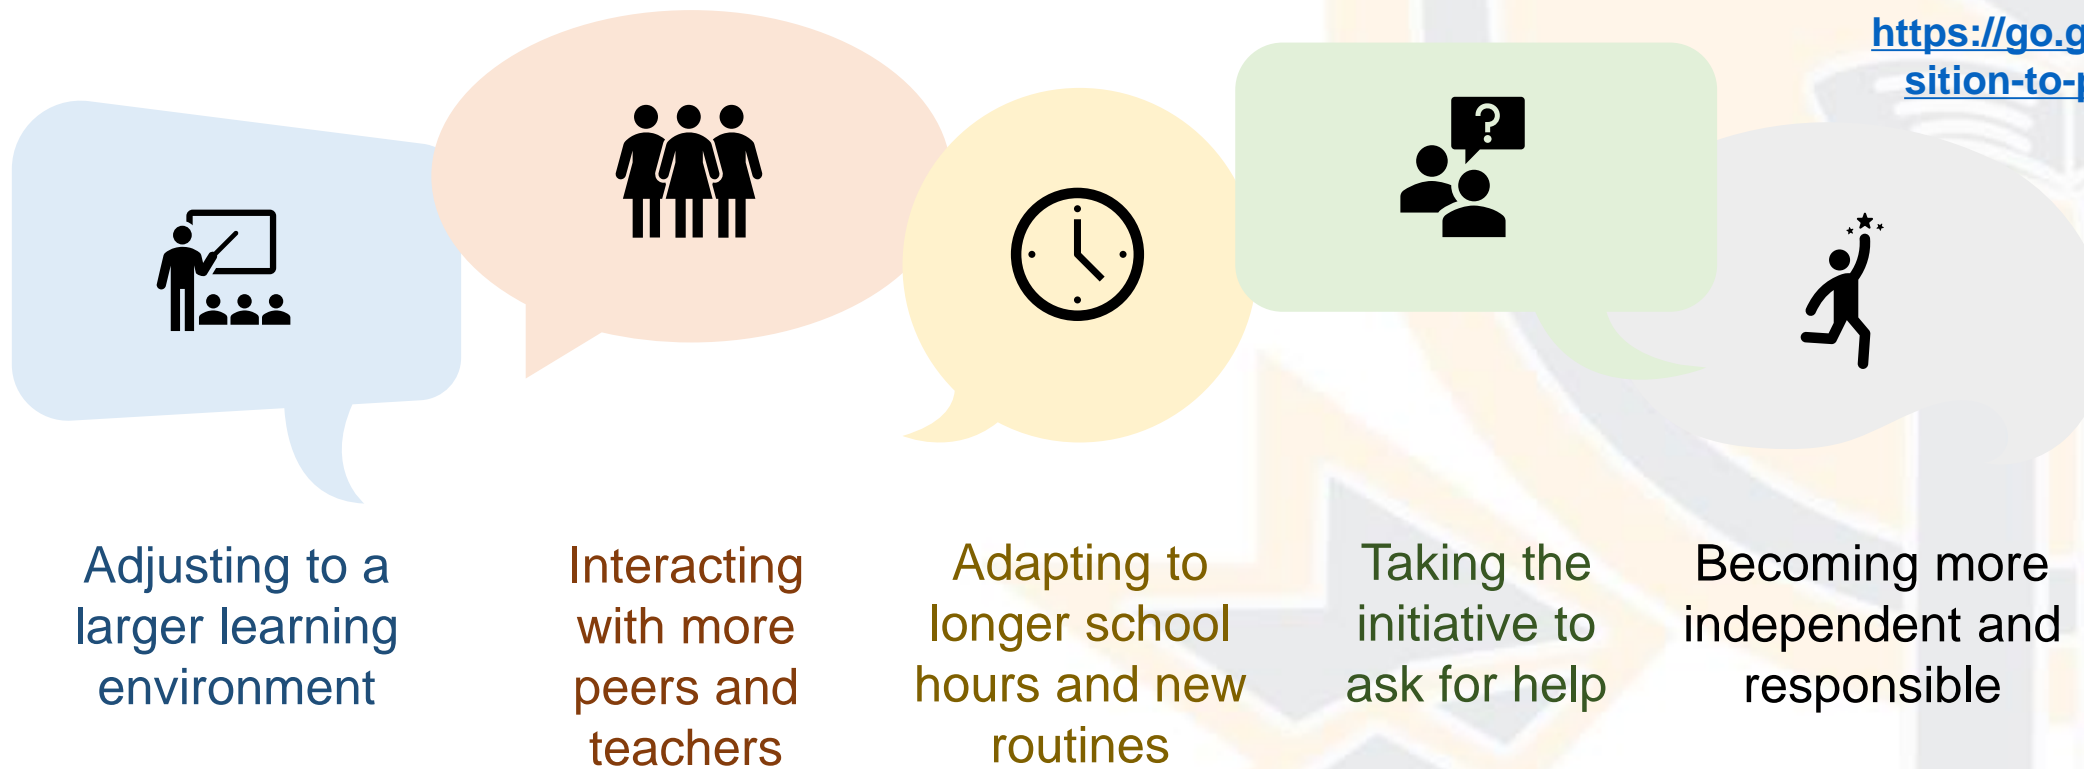 https://go.g
sition-to-p
?
Adjusting to a
larger learning
environment
Interacting
with more
peers and
teachers
Adapting to
longer school
hours and new
routines
Taking the
initiative to
ask for help
Becoming more
independent and
responsible